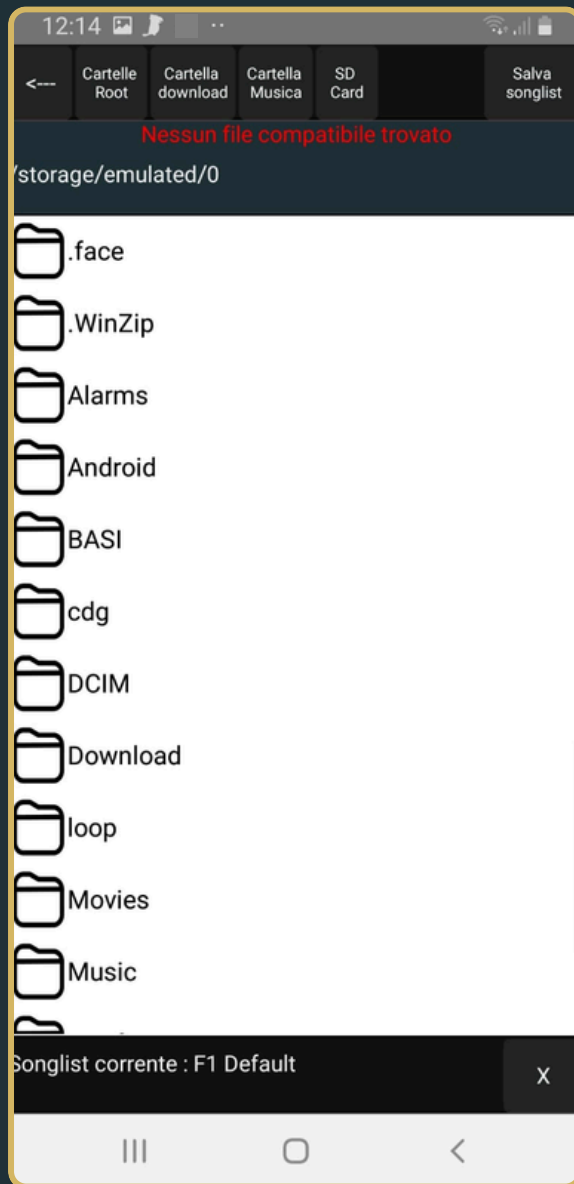 12:14
<---
Cartelle
Root
Cartella
download
Cartella
Musica
SD
Card
Salva
songlist
Nessun file compatibile trovato
/storage/emulated/0
.face
.WinZip
Alarms
Android
BASI
cdg
DCIM
Download
loop
Movies
Music
Songlist corrente : F1 Default
X